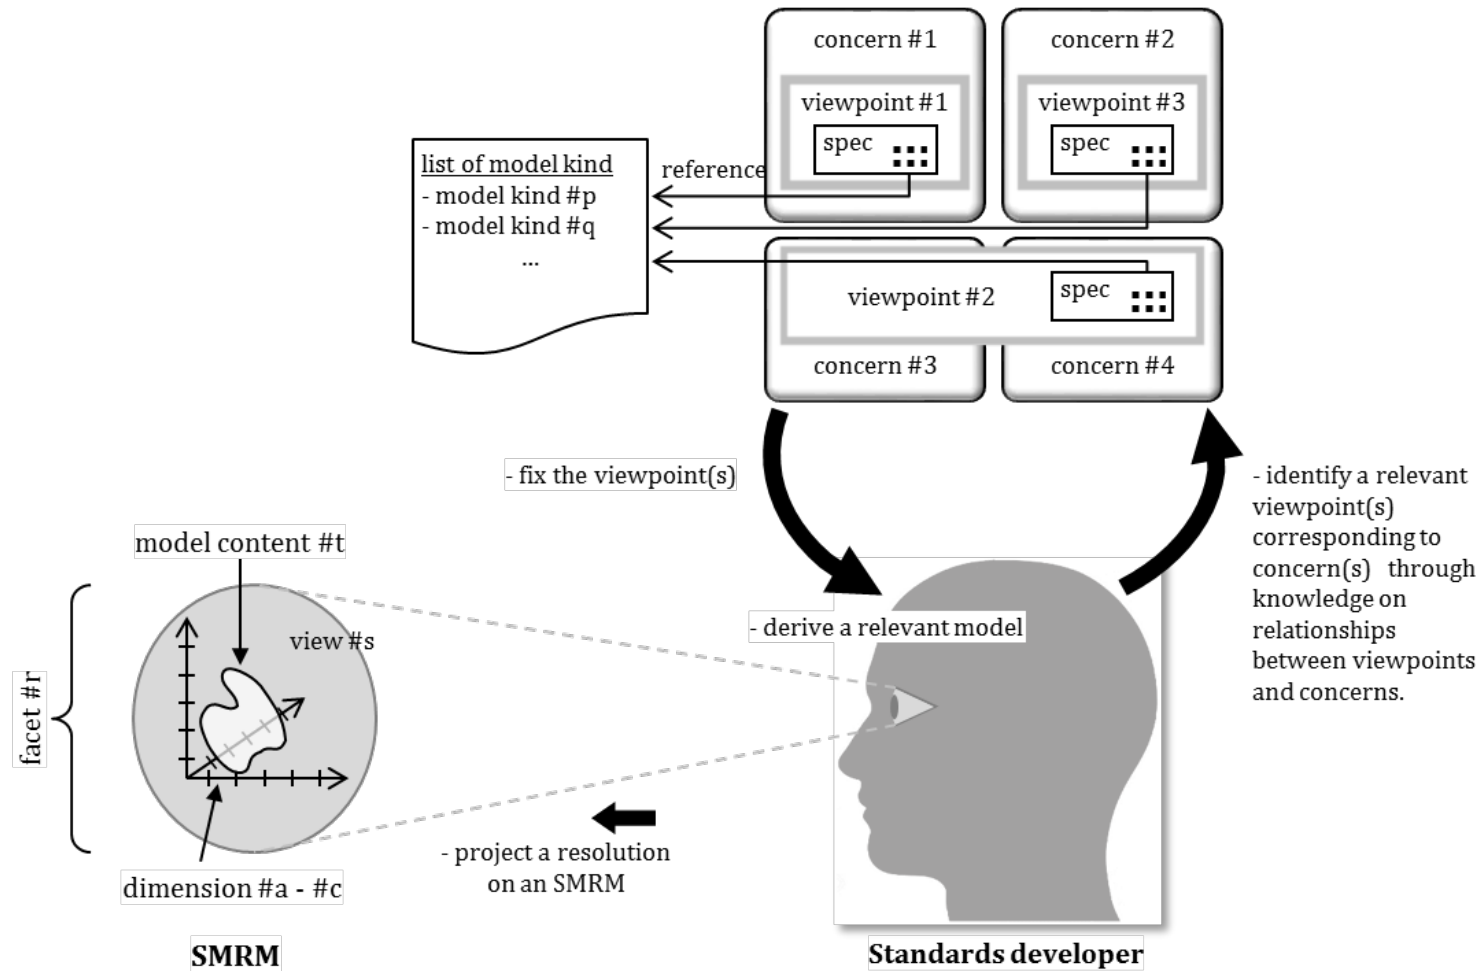 concern #1
concern #2
viewpoint #1
viewpoint #3
spec
spec
list of model kind
reference
- model kind #p
- model kind #q
...
viewpoint #2
spec
concern #3
concern #4
- fix the viewpoint(s)
- identify a relevant
viewpoint(s)
corresponding to
concern(s) through
knowledge on
relationships
between viewpoints
and concerns.
model content #t
view #s
- derive a relevant model
facet #r
- project a resolution
on an SMRM
dimension #a - #c
SMRM
Standards developer